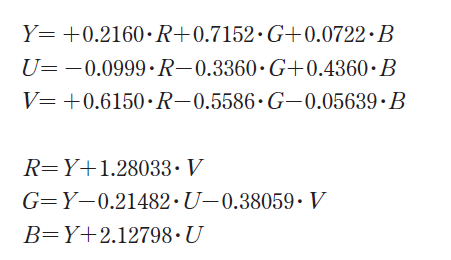 Y= +0.2160·R+0.7152·G+0.0722·B
U= −0.0999·R−0.3360·G+0.4360·B
V= +0.6150·R−0.5586·G−0.05639·B
R=Y+1.28033·V
G=Y−0.21482·U−0.38059·V
B=Y+2.12798·U